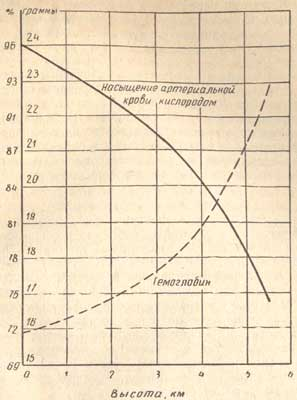 % граммы
96 24
93 23
Насыщение артериальной
крови кислородом
91 22
87 21
84 20
81 19
78 18
Гемоглобин
75 17
72 16
69 15
0 1 2 3 4 5 6
Высота, км